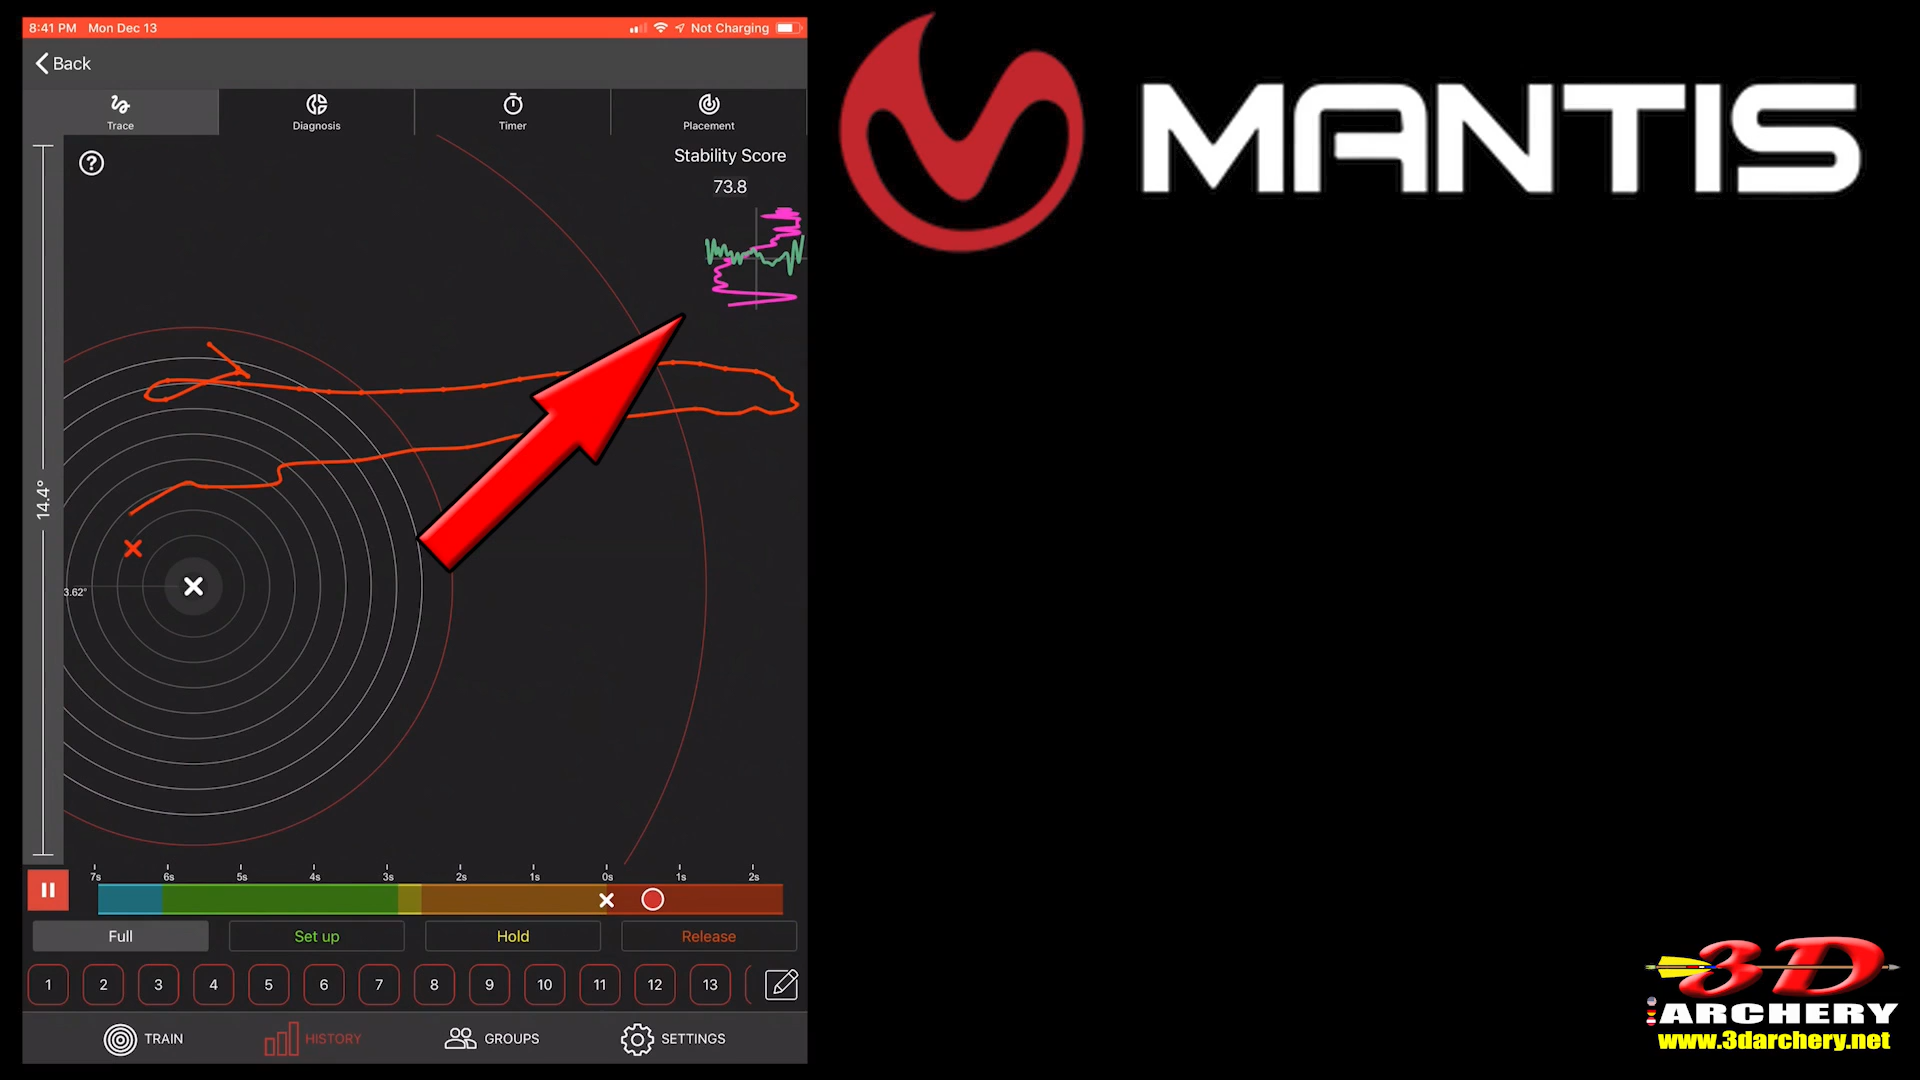 8:41 PM Mon Dec 13 Not Charging
Back
MANTIS
Trace Diagnosis Timer Placement
Stability Score
73.8
14.4°
3.62°
7s 6s 5s 4s 3s 2s 1s 0s 1s 2s
Full Set up Hold Release
1 2 3 4 5 6 7 8 9 10 11 12 13
TRAIN HISTORY GROUPS SETTINGS
3D
ARCHERY
www.3darchery.net